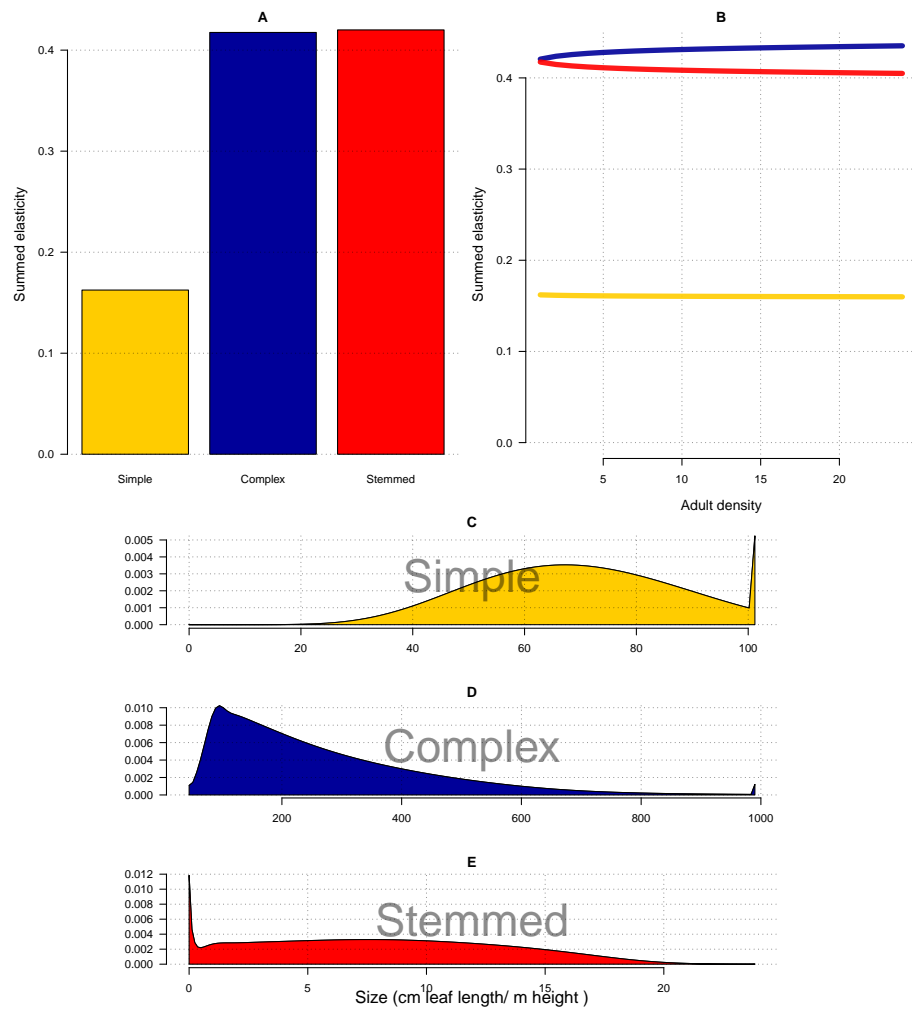 A
Summed elasticity
0.4
0.3
0.2
0.1
0.0
Simple Complex Stemmed
B
Summed elasticity
0.4
0.3
0.2
0.1
0.0
5 10 15 20
Adult density
C
0.005
0.004
0.003
0.002
0.001
0.000
Simple
0 20 40 60 80 100
D
0.010
0.008
0.006
0.004
0.002
0.000
Complex
200 400 600 800 1000
E
0.012
0.010
0.008
0.006
0.004
0.002
0.000
Stemmed
0 5 10 15 20
Size (cm leaf length/ m height )